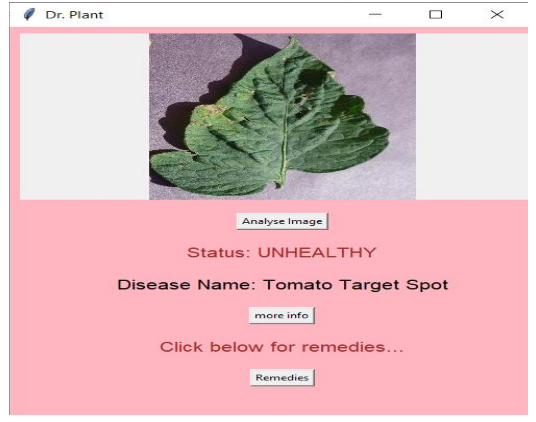 Dr. Plant
Analyse Image
Status: UNHEALTHY
Disease Name: Tomato Target Spot
more info
Click below for remedies...
Remedies